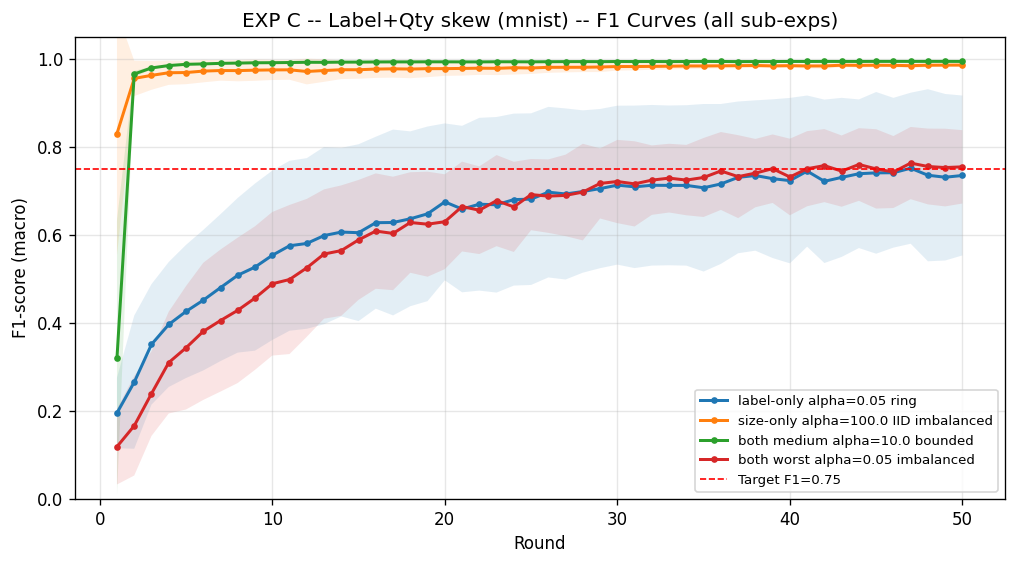 EXP C -- Label+Qty skew (mnist) -- F1 Curves (all sub-exps)
F1-score (macro)
1.0
0.8
0.6
0.4
0.2
0.0
0 10 20 30 40 50
Round
label-only alpha=0.05 ring
size-only alpha=100.0 IID imbalanced
both medium alpha=10.0 bounded
both worst alpha=0.05 imbalanced
Target F1=0.75